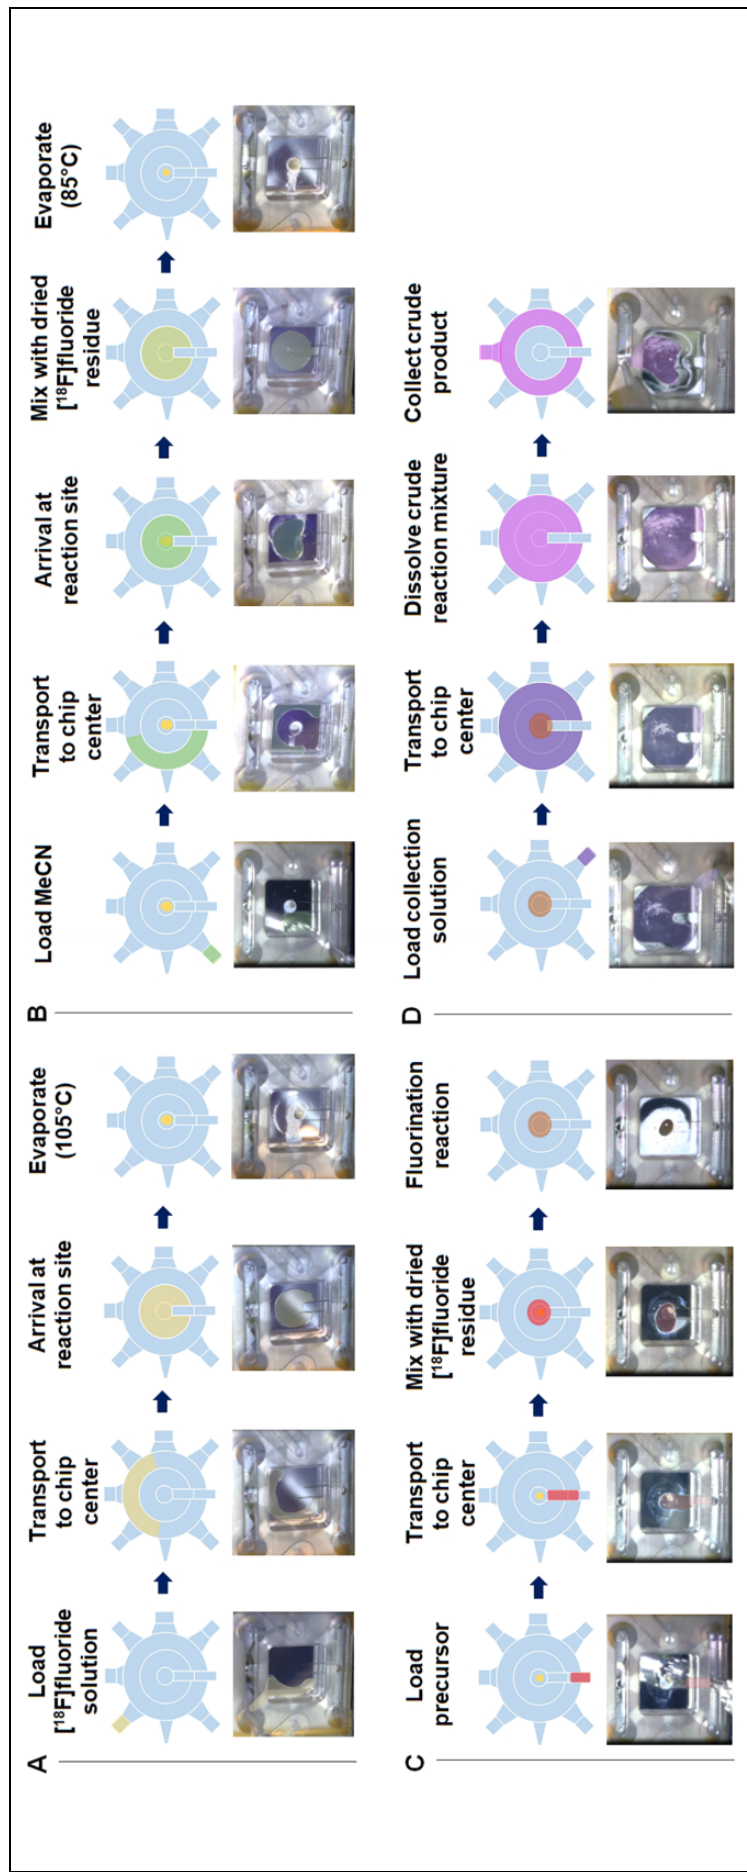 A
Load
[¹⁸F]fluoride
solution
Transport
to chip
center
Arrival at
reaction site
Evaporate
(105°C)
B
Load MeCN
Transport
to chip
center
Arrival at
reaction site
Mix with dried
[¹⁸F]fluoride
residue
Evaporate
(85°C)
C
Load
precursor
Transport
to chip
center
Mix with dried
[¹⁸F]fluoride
residue
Fluorination
reaction
D
Load collection
solution
Transport
to chip
center
Dissolve crude
reaction mixture
Collect crude
product